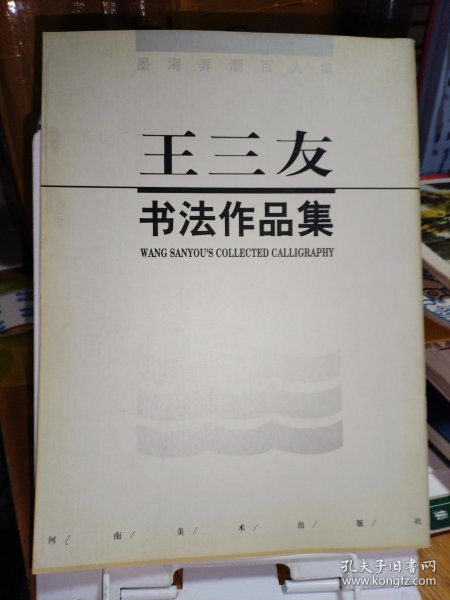 墨海弄潮百人集
王三友
书法作品集
WANG SANYOU'S COLLECTED CALLIGRAPHY
河/南/美/术/出/版/社
孔夫子旧书网
www.kongfz.com